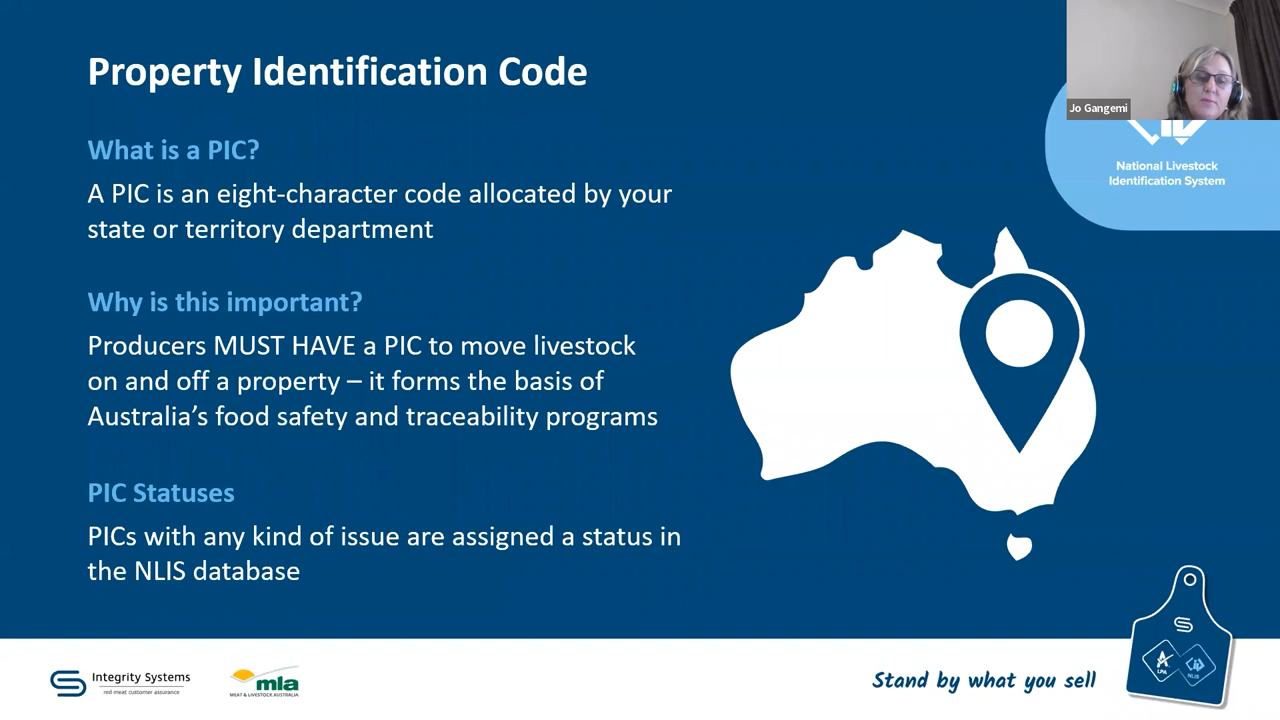 Property Identification Code
Jo Gangemi
National Livestock
Identification System
What is a PIC?
A PIC is an eight-character code allocated by your
state or territory department
Why is this important?
Producers MUST HAVE a PIC to move livestock
on and off a property – it forms the basis of
Australia's food safety and traceability programs
PIC Statuses
PICs with any kind of issue are assigned a status in
the NLIS database
Integrity Systems
red meat customer assurance
mla
MEAT & LIVESTOCK AUSTRALIA
Stand by what you sell
LPA
NLIS